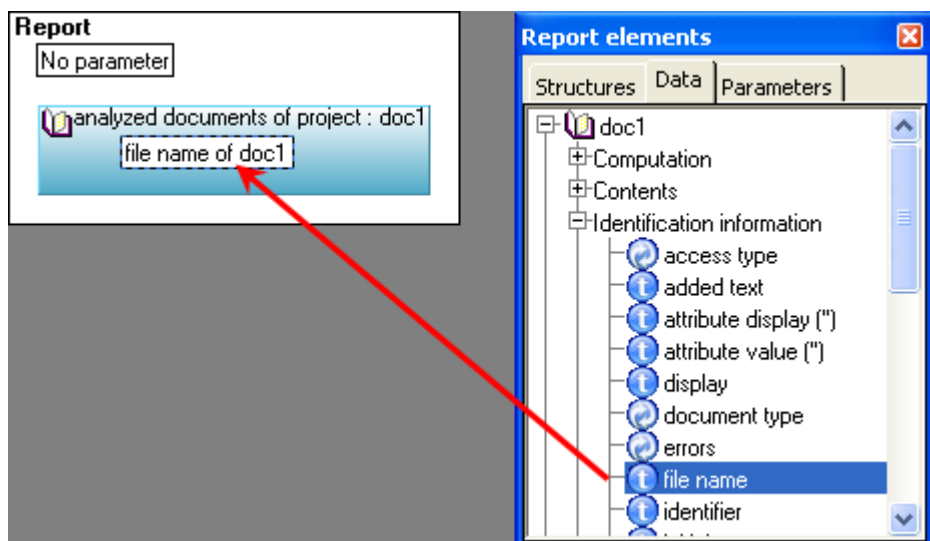 Report
No parameter
analyzed documents of project : doc1
file name of doc1
Report elements
Structures Data Parameters
doc1
Computation
Contents
Identification information
access type
added text
attribute display (")
attribute value (")
display
document type
errors
file name
identifier